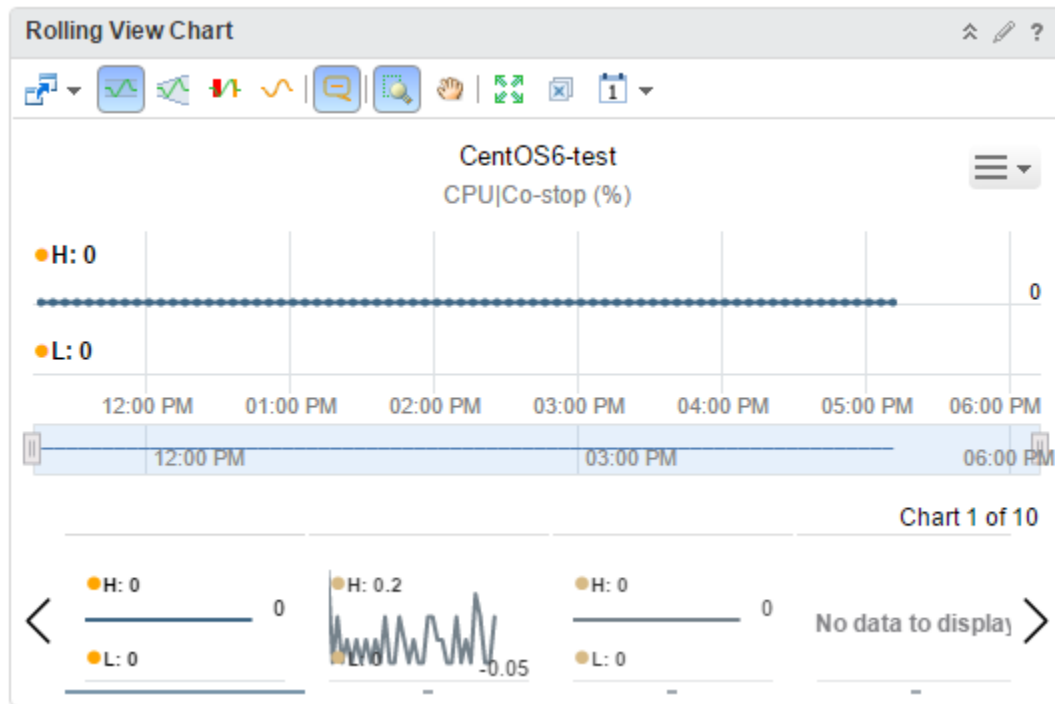 Rolling View Chart ?
1
CentOS6-test
CPU|Co-stop (%)
H: 0
0
L: 0
12:00 PM 01:00 PM 02:00 PM 03:00 PM 04:00 PM 05:00 PM 06:00 PM
12:00 PM 03:00 PM 06:00 PM
Chart 1 of 10
H: 0 H: 0.2 H: 0
0 0 No data to display
L: 0 L: 0 -0.05 L: 0